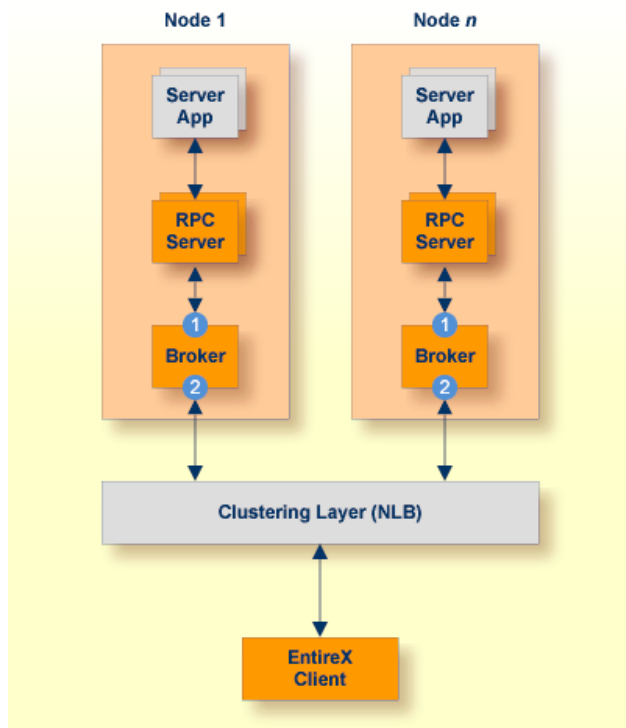 Node 1
Node n
Server
App
Server
App
RPC
Server
RPC
Server
1
1
Broker
Broker
2
2
Clustering Layer (NLB)
EntireX
Client